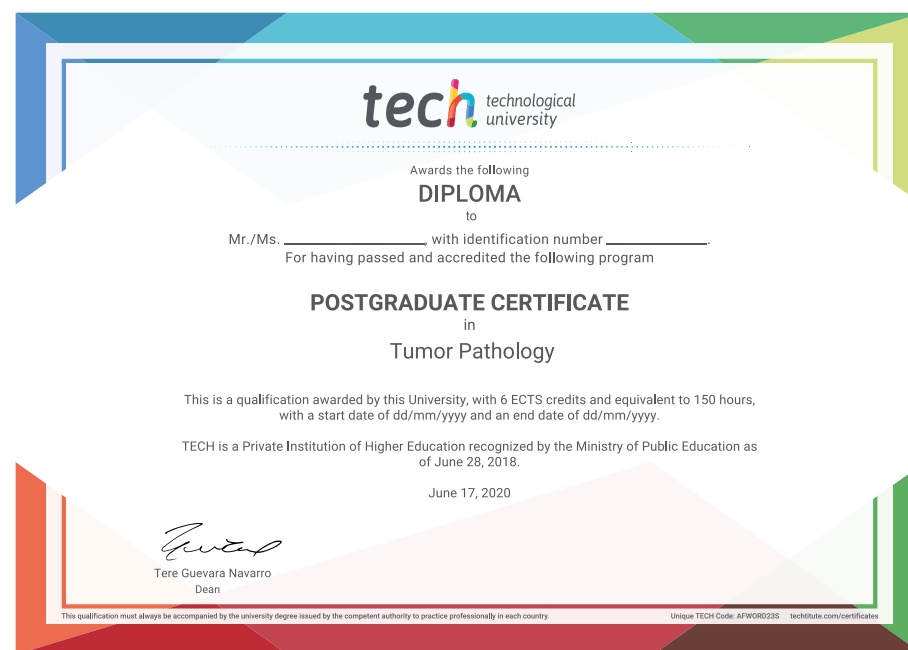 tech technological
university
Awards the following
DIPLOMA
to
Mr./Ms. ____________, with identification number ____________.
For having passed and accredited the following program
POSTGRADUATE CERTIFICATE
in
Tumor Pathology
This is a qualification awarded by this University, with 6 ECTS credits and equivalent to 150 hours,
with a start date of dd/mm/yyyy and an end date of dd/mm/yyyy.
TECH is a Private Institution of Higher Education recognized by the Ministry of Public Education as
of June 28, 2018.
June 17, 2020
Tere Guevara Navarro
Dean
This qualification must always be accompanied by the university degree issued by the competent authority to practice professionally in each country.
Unique TECH Code: AFWORD23S techtitute.com/certificates